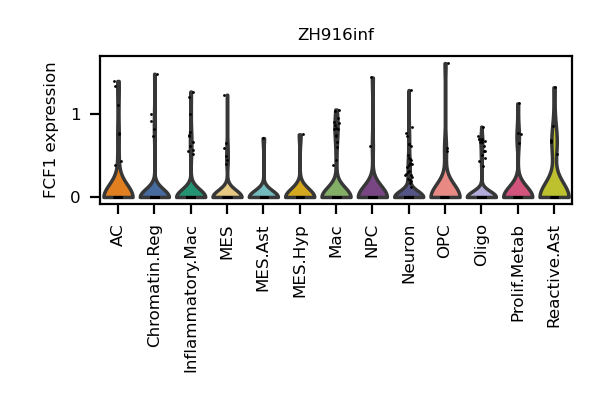 ZH916inf
FCF1 expression
1
0
AC
Chromatin.Reg
Inflammatory.Mac
MES
MES.Ast
MES.Hyp
Mac
NPC
Neuron
OPC
Oligo
Prolif.Metab
Reactive.Ast